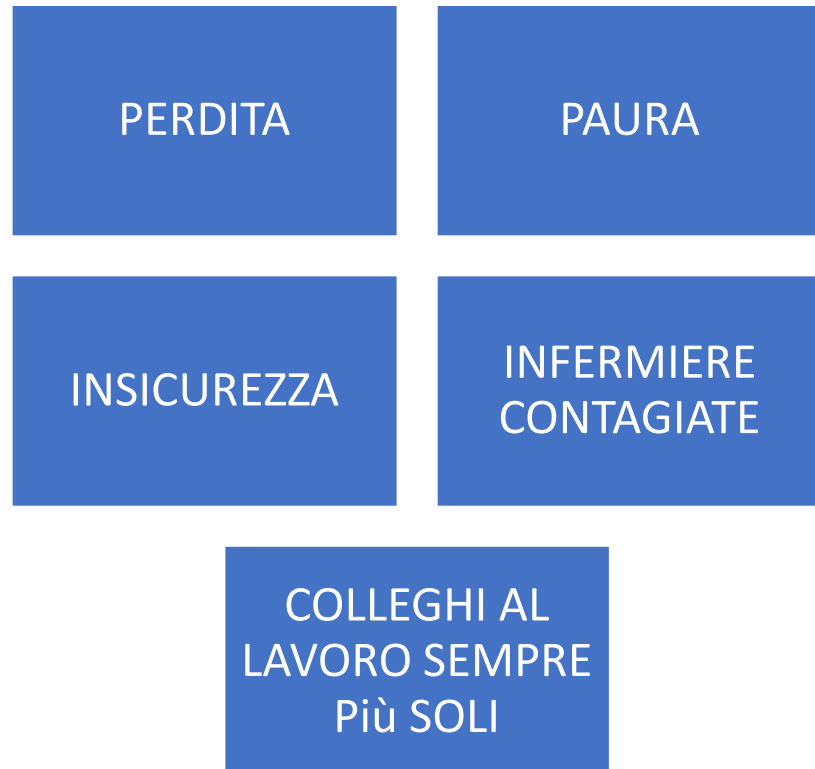 PERDITA
PAURA
INSICUREZZA
INFERMIERE
CONTAGIATE
COLLEGHI AL
LAVORO SEMPRE
Più SOLI